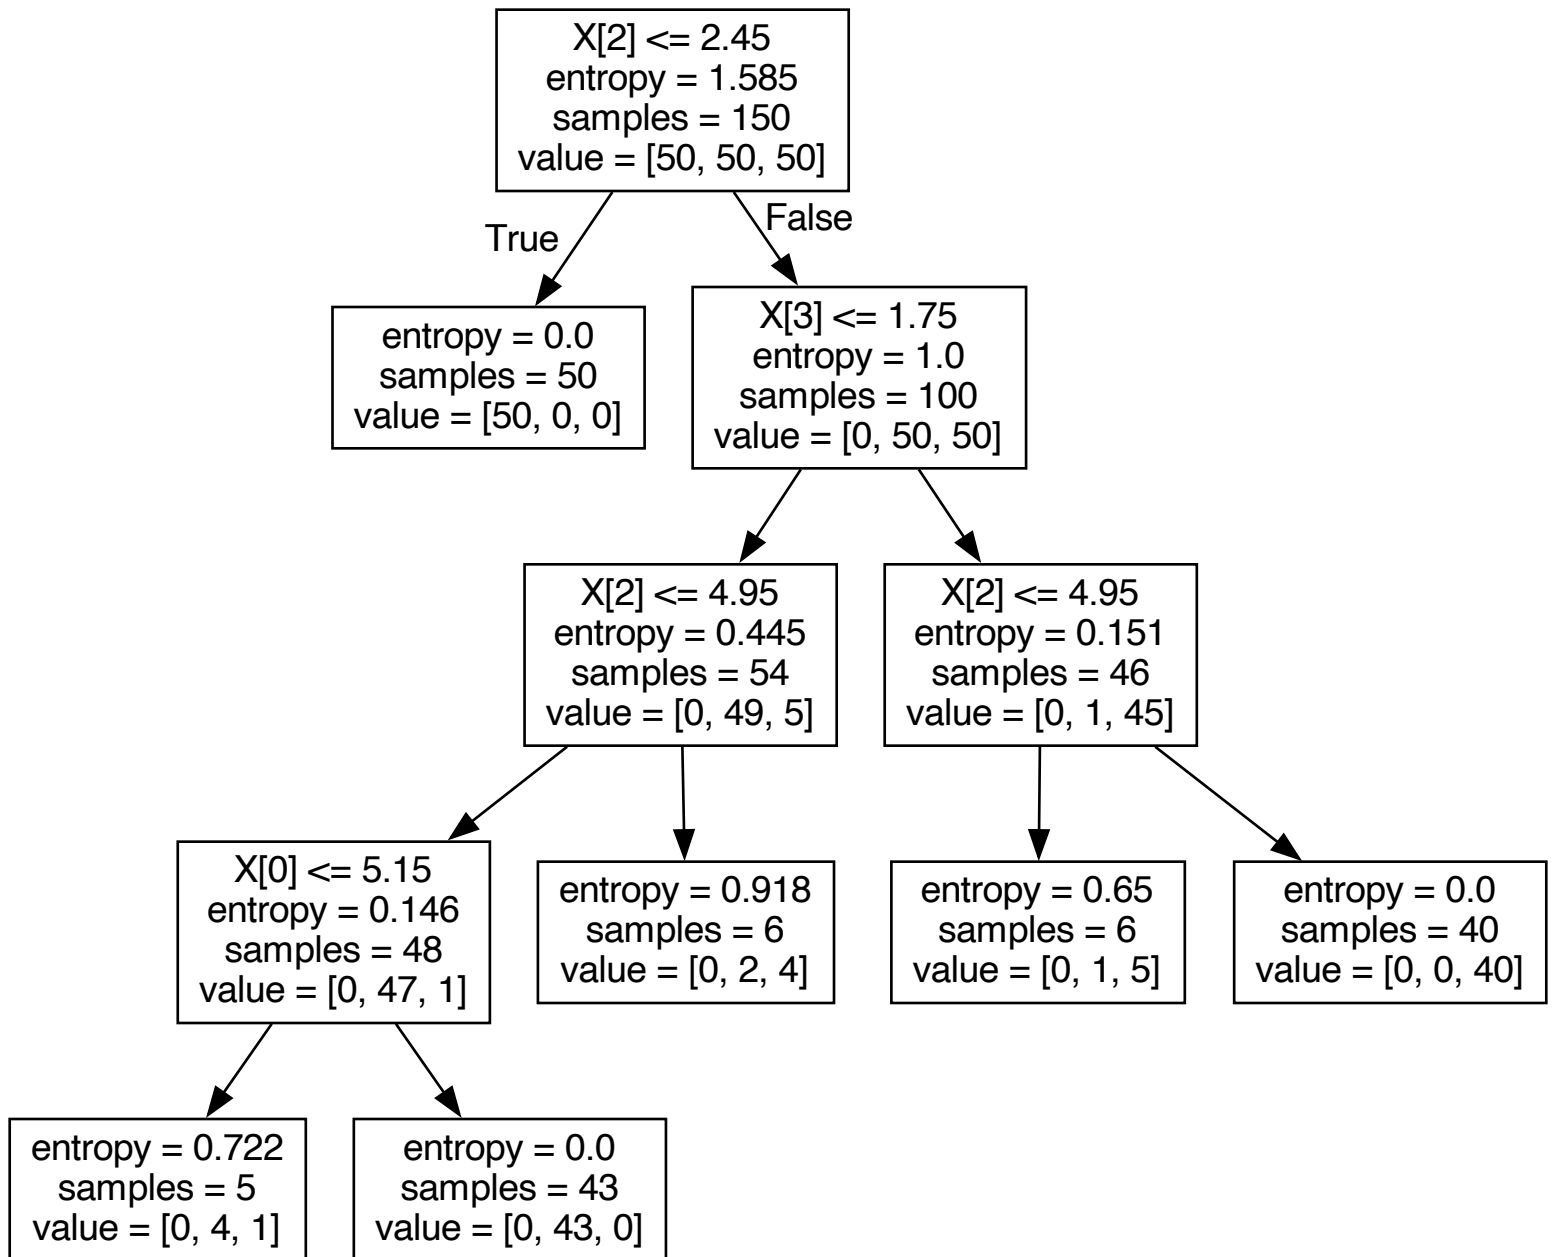 X[2] <= 2.45
entropy = 1.585
samples = 150
value = [50, 50, 50]
True
False
entropy = 0.0
samples = 50
value = [50, 0, 0]
X[3] <= 1.75
entropy = 1.0
samples = 100
value = [0, 50, 50]
X[2] <= 4.95
entropy = 0.445
samples = 54
value = [0, 49, 5]
X[2] <= 4.95
entropy = 0.151
samples = 46
value = [0, 1, 45]
X[0] <= 5.15
entropy = 0.146
samples = 48
value = [0, 47, 1]
entropy = 0.918
samples = 6
value = [0, 2, 4]
entropy = 0.65
samples = 6
value = [0, 1, 5]
entropy = 0.0
samples = 40
value = [0, 0, 40]
entropy = 0.722
samples = 5
value = [0, 4, 1]
entropy = 0.0
samples = 43
value = [0, 43, 0]